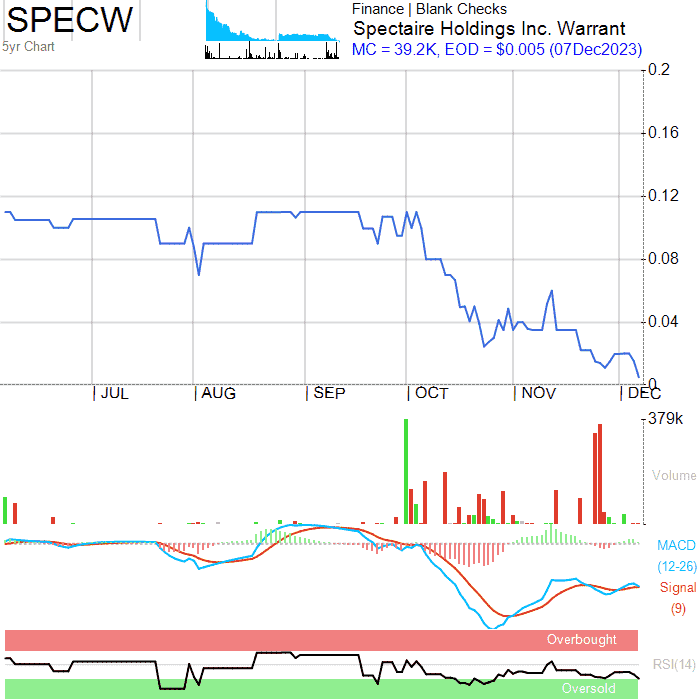 SPECW
5yr Chart
Finance | Blank Checks
Spectaire Holdings Inc. Warrant
MC = 39.2K, EOD = $0.005 (07Dec2023)
0.2
0.16
0.12
0.08
0.04
0
JUL AUG SEP OCT NOV DEC
379k
Volume
MACD
(12-26)
Signal
(9)
Overbought
RSI(14)
Oversold